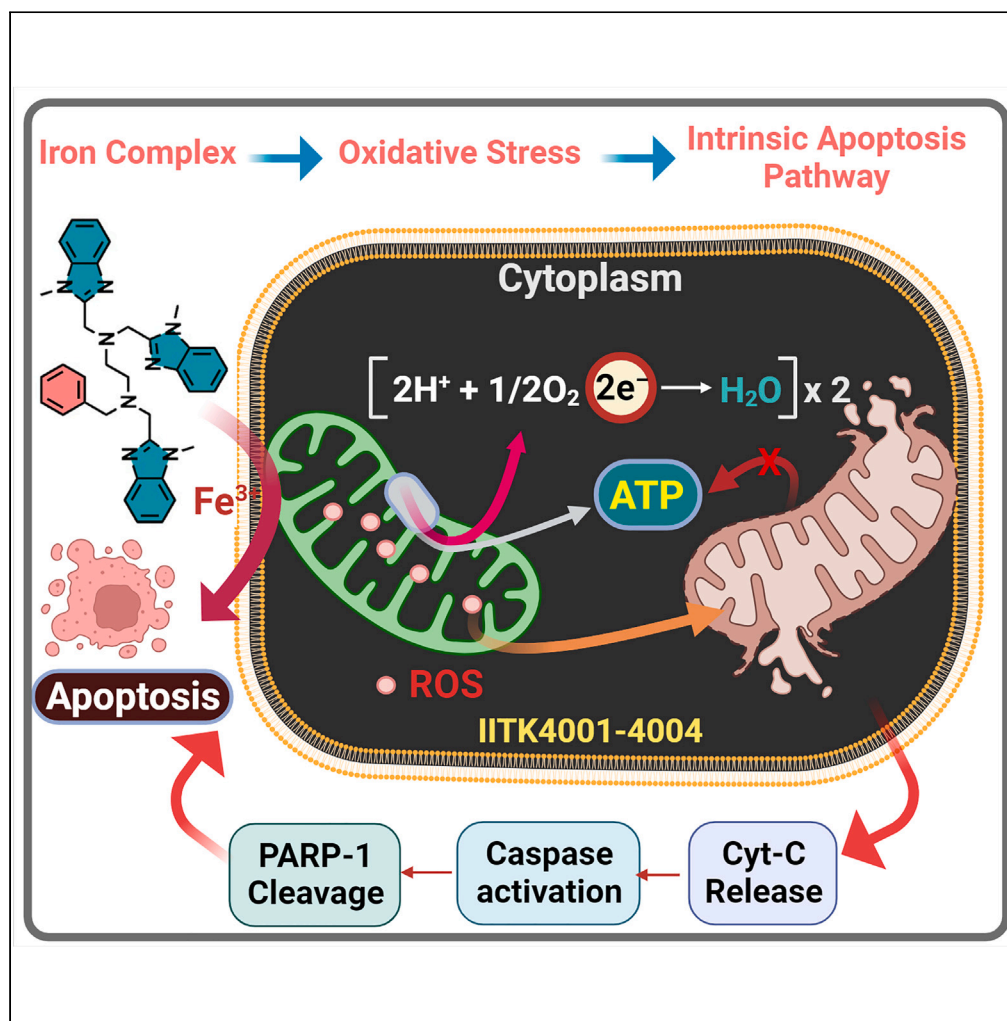 Iron Complex
Oxidative Stress
Intrinsic Apoptosis
Pathway
Cytoplasm
[2H⁺ + 1/2O₂ 2e⁻ → H₂O] x 2
N
N
N
N
N
N
N
N
Fe³⁺
X
ATP
ROS
Apoptosis
IITK4001-4004
PARP-1
Cleavage
Caspase
activation
Cyt-C
Release